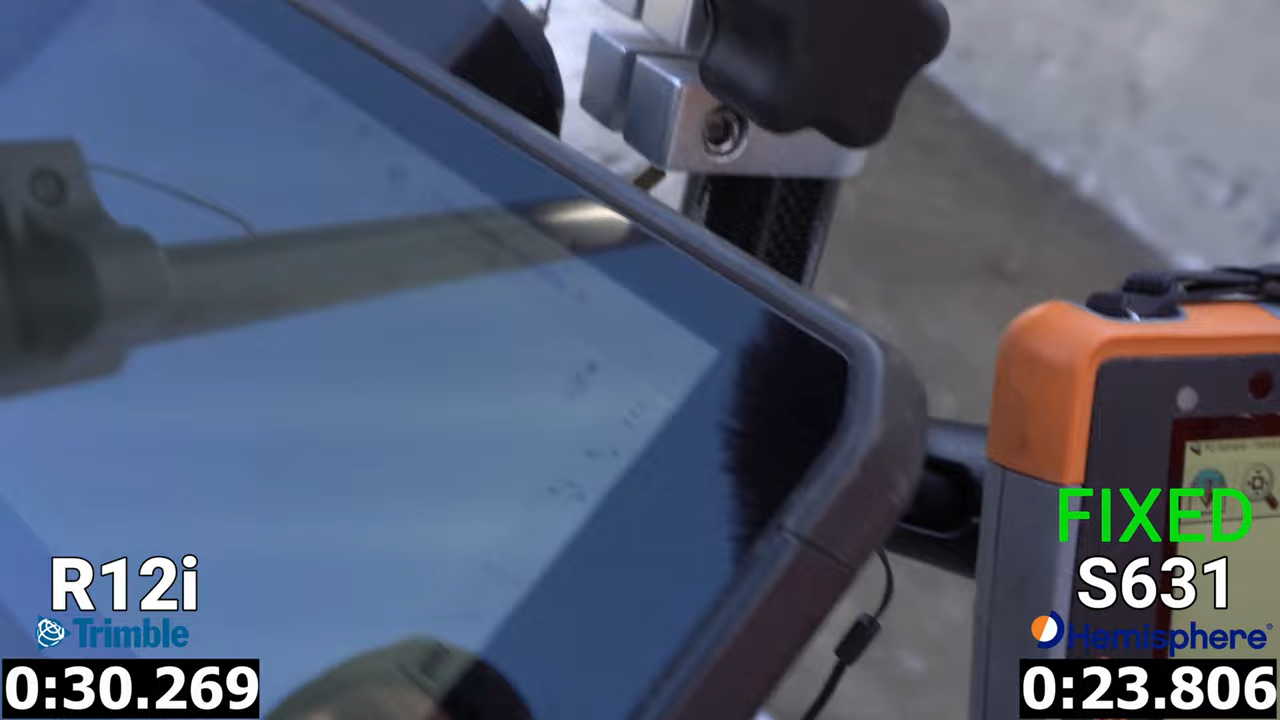 R12i
Trimble
0:30.269
FIXED
S631
Hemisphere®
0:23.806